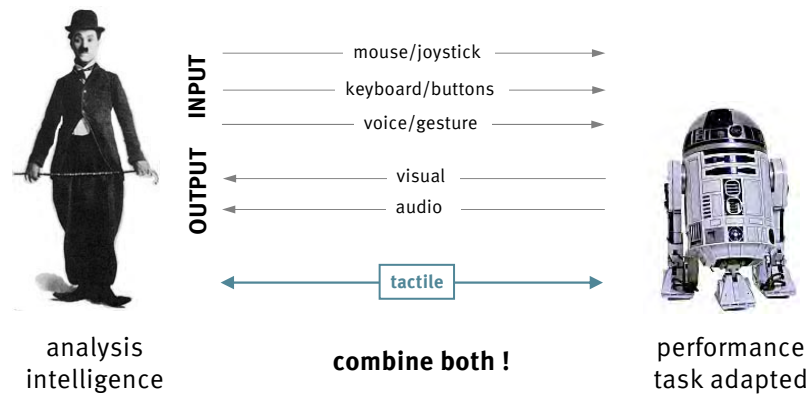 INPUT
mouse/joystick
keyboard/buttons
voice/gesture
OUTPUT
visual
audio
tactile
analysis
intelligence
combine both !
performance
task adapted